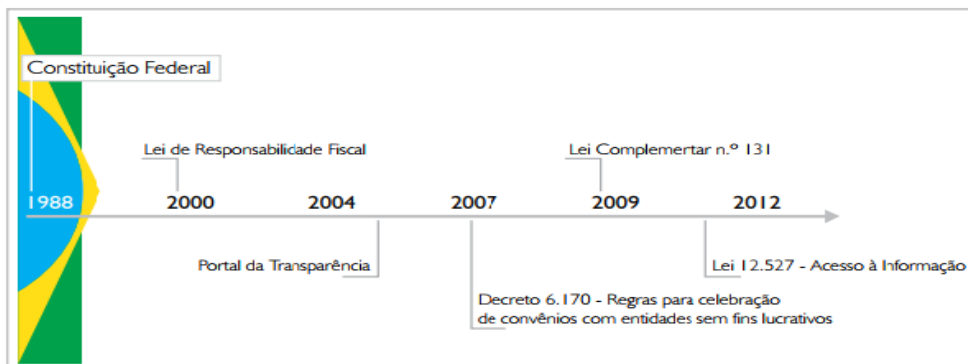 Constituição Federal
Lei de Responsabilidade Fiscal
Lei Complemertar n.º 131
1988
2000
2004
2007
2009
2012
Portal da Transparência
Lei 12.527 - Acesso à Informação
Decreto 6.170 - Regras para celebração
de convênios com entidades sem fins lucrativos